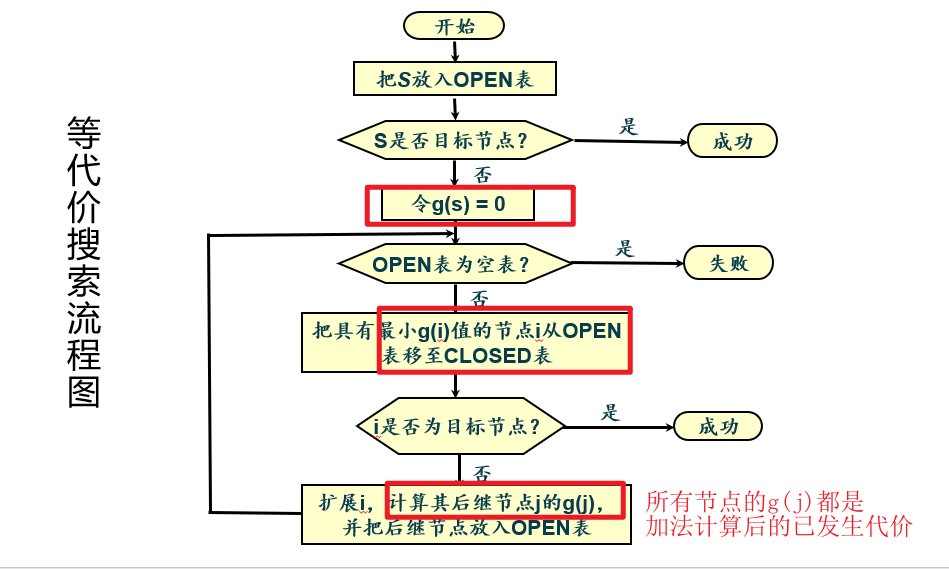 等代价搜索流程图
开始
把S放入OPEN表
S是否目标节点?
是
成功
否
令g(s) = 0
OPEN表为空表?
是
失败
否
把具有最小g(i)值的节点i从OPEN
表移至CLOSED表
i是否为目标节点?
是
成功
否
扩展i，计算其后继节点j的g(j)，
并把后继节点放入OPEN表
所有节点的g(j)都是
加法计算后的已发生代价